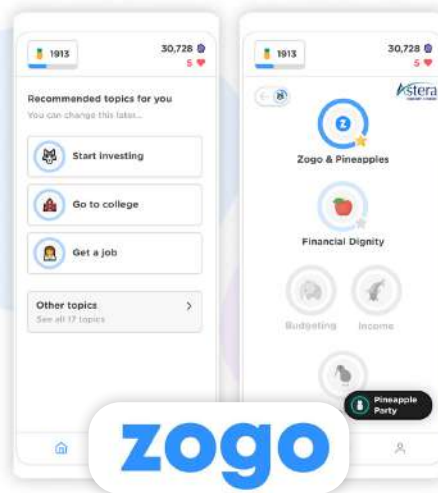 1913
30,728
5
Recommended topics for you
You can change this later...
Start investing
Go to college
Get a job
Other topics
See all 17 topics
1913
30,728
5
Astera
Z
Zogo & Pineapples
Financial Dignity
Budgeting Income
Pineapple
Party
zogo